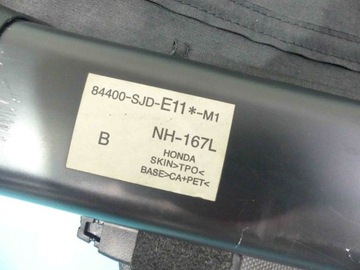 84400-SJD-E11*-M1
B NH-167L
HONDA
SKIN>TPO<
BASE>CA+PET<